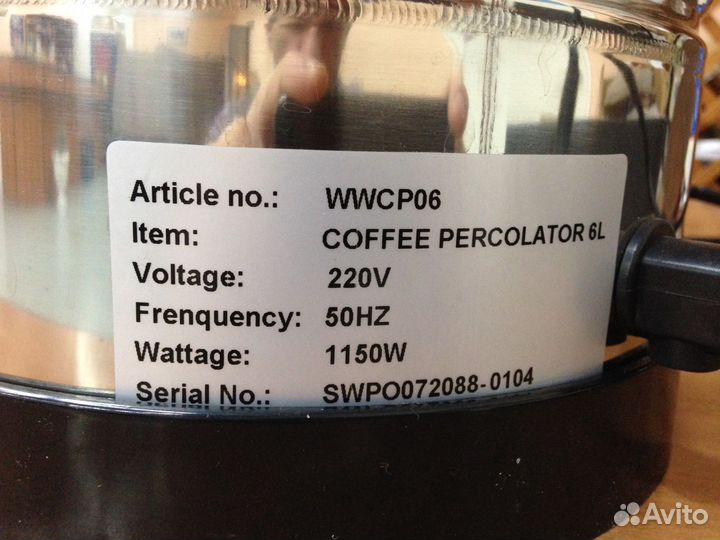 Article no.: WWCP06
Item: COFFEE PERCOLATOR 6L
Voltage: 220V
Frenquency: 50HZ
Wattage: 1150W
Serial No.: SWPO072088-0104
Avito